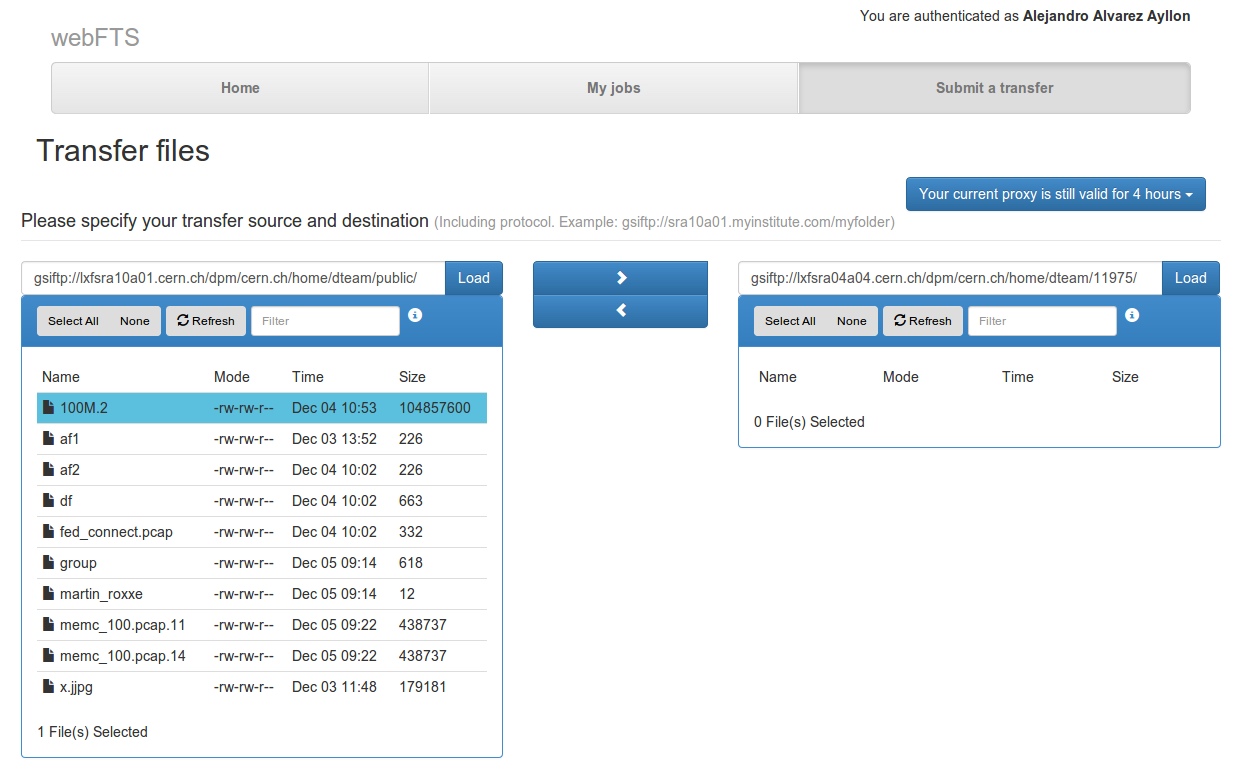 You are authenticated as Alejandro Alvarez Ayllon
webFTS
Home My jobs Submit a transfer
Transfer files
Your current proxy is still valid for 4 hours
Please specify your transfer source and destination (Including protocol. Example: gsiftp://sra10a01.myinstitute.com/myfolder)
gsiftp://lxfsra10a01.cern.ch/dpm/cern.ch/home/dteam/public/ Load
Select All None Refresh Filter
Name Mode Time Size
100M.2 -rw-rw-r-- Dec 04 10:53 104857600
af1 -rw-rw-r-- Dec 03 13:52 226
af2 -rw-rw-r-- Dec 04 10:02 226
df -rw-rw-r-- Dec 04 10:02 663
fed_connect.pcap -rw-rw-r-- Dec 04 10:02 332
group -rw-rw-r-- Dec 05 09:14 618
martin_roxxe -rw-rw-r-- Dec 05 09:14 12
memc_100.pcap.11 -rw-rw-r-- Dec 05 09:22 438737
memc_100.pcap.14 -rw-rw-r-- Dec 05 09:22 438737
x.jjpg -rw-rw-r-- Dec 03 11:48 179181
1 File(s) Selected
gsiftp://lxfsra04a04.cern.ch/dpm/cern.ch/home/dteam/11975/ Load
Select All None Refresh Filter
Name Mode Time Size
0 File(s) Selected